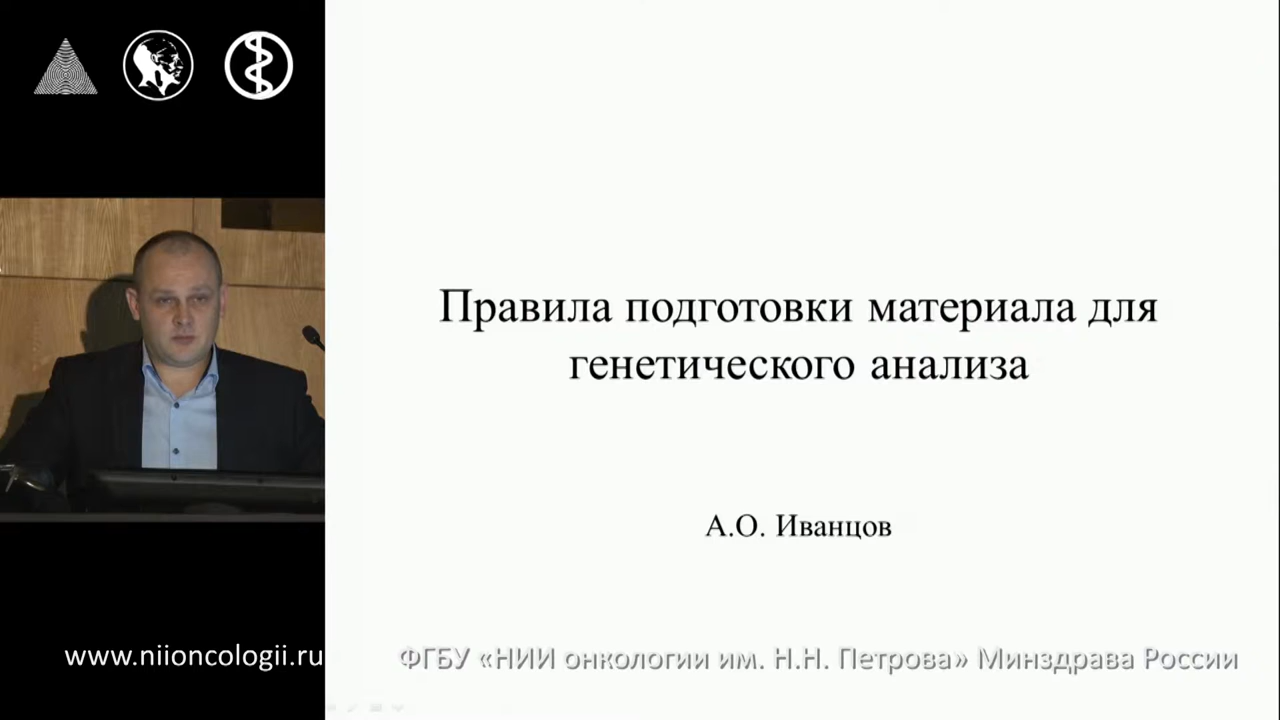 Правила подготовки материала для
генетического анализа
А.О. Иванцов
www.niioncologii.ru
ФГБУ «НИИ онкологии им. Н.Н. Петрова» Минздрава России